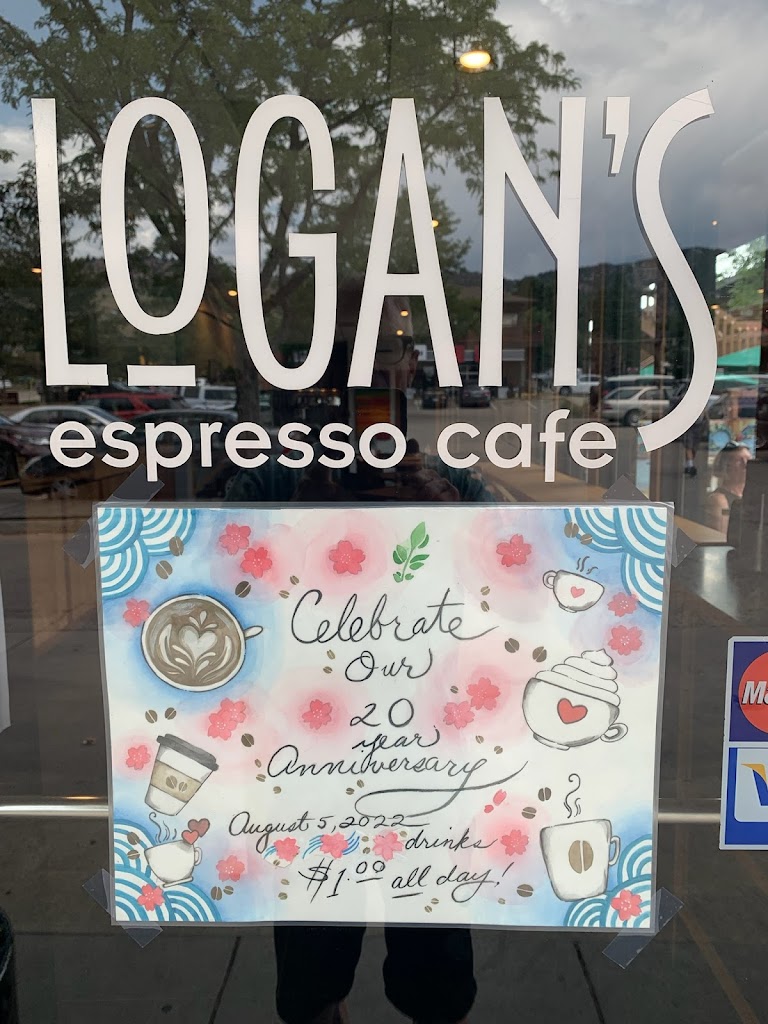 LOGAN'S
espresso cafe
Celebrate
Our
20
year
Anniversary
August 5, 2022
drinks
$1.00 all day!